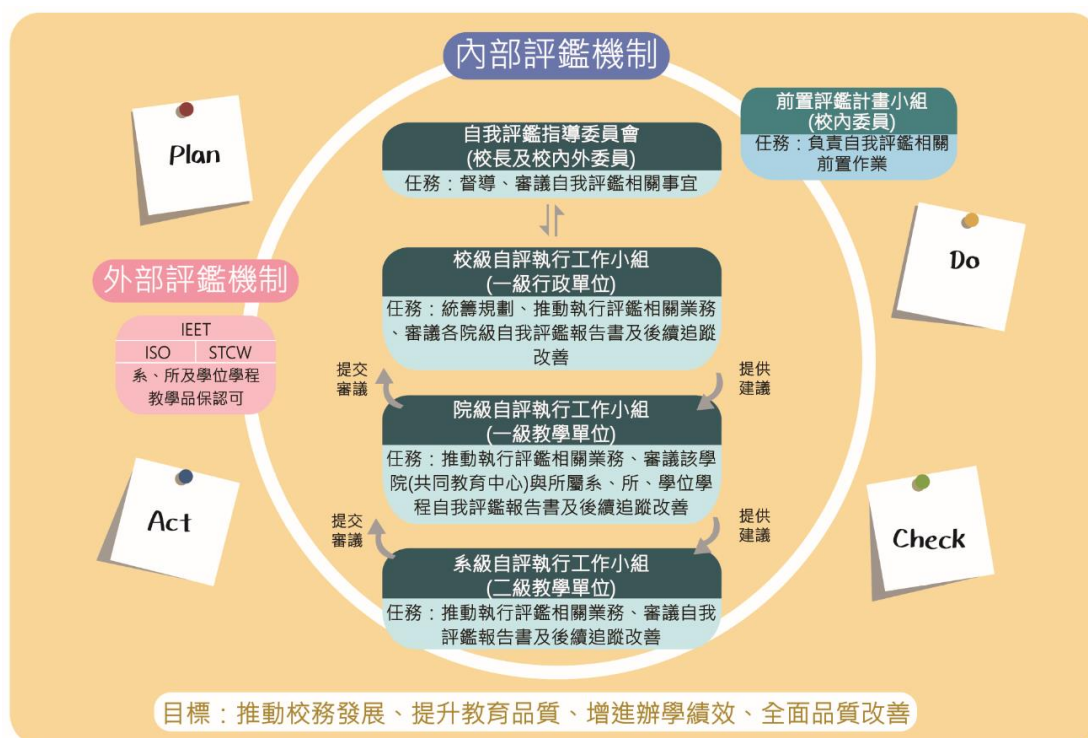 內部評鑑機制
前置評鑑計畫小組
(校內委員)
任務：負責自我評鑑相關
前置作業
自我評鑑指導委員會
(校長及校內外委員)
任務：督導、審議自我評鑑相關事宜
Plan
Do
校級自評執行工作小組
(一級行政單位)
任務：統籌規劃、推動執行評鑑相關業務
、審議各院級自我評鑑報告書及後續追蹤
改善
外部評鑑機制
IEET
ISO
STCW
系、所及學位學程
教學品保認可
提交
審議
提供
建議
院級自評執行工作小組
(一級教學單位)
任務：推動執行評鑑相關業務、審議該學
院(共同教育中心)與所屬系、所、學位學
程自我評鑑報告書及後續追蹤改善
Act
Check
提交
審議
提供
建議
系級自評執行工作小組
(二級教學單位)
任務：推動執行評鑑相關業務、審議自我
評鑑報告書及後續追蹤改善
目標：推動校務發展、提升教育品質、增進辦學績效、全面品質改善